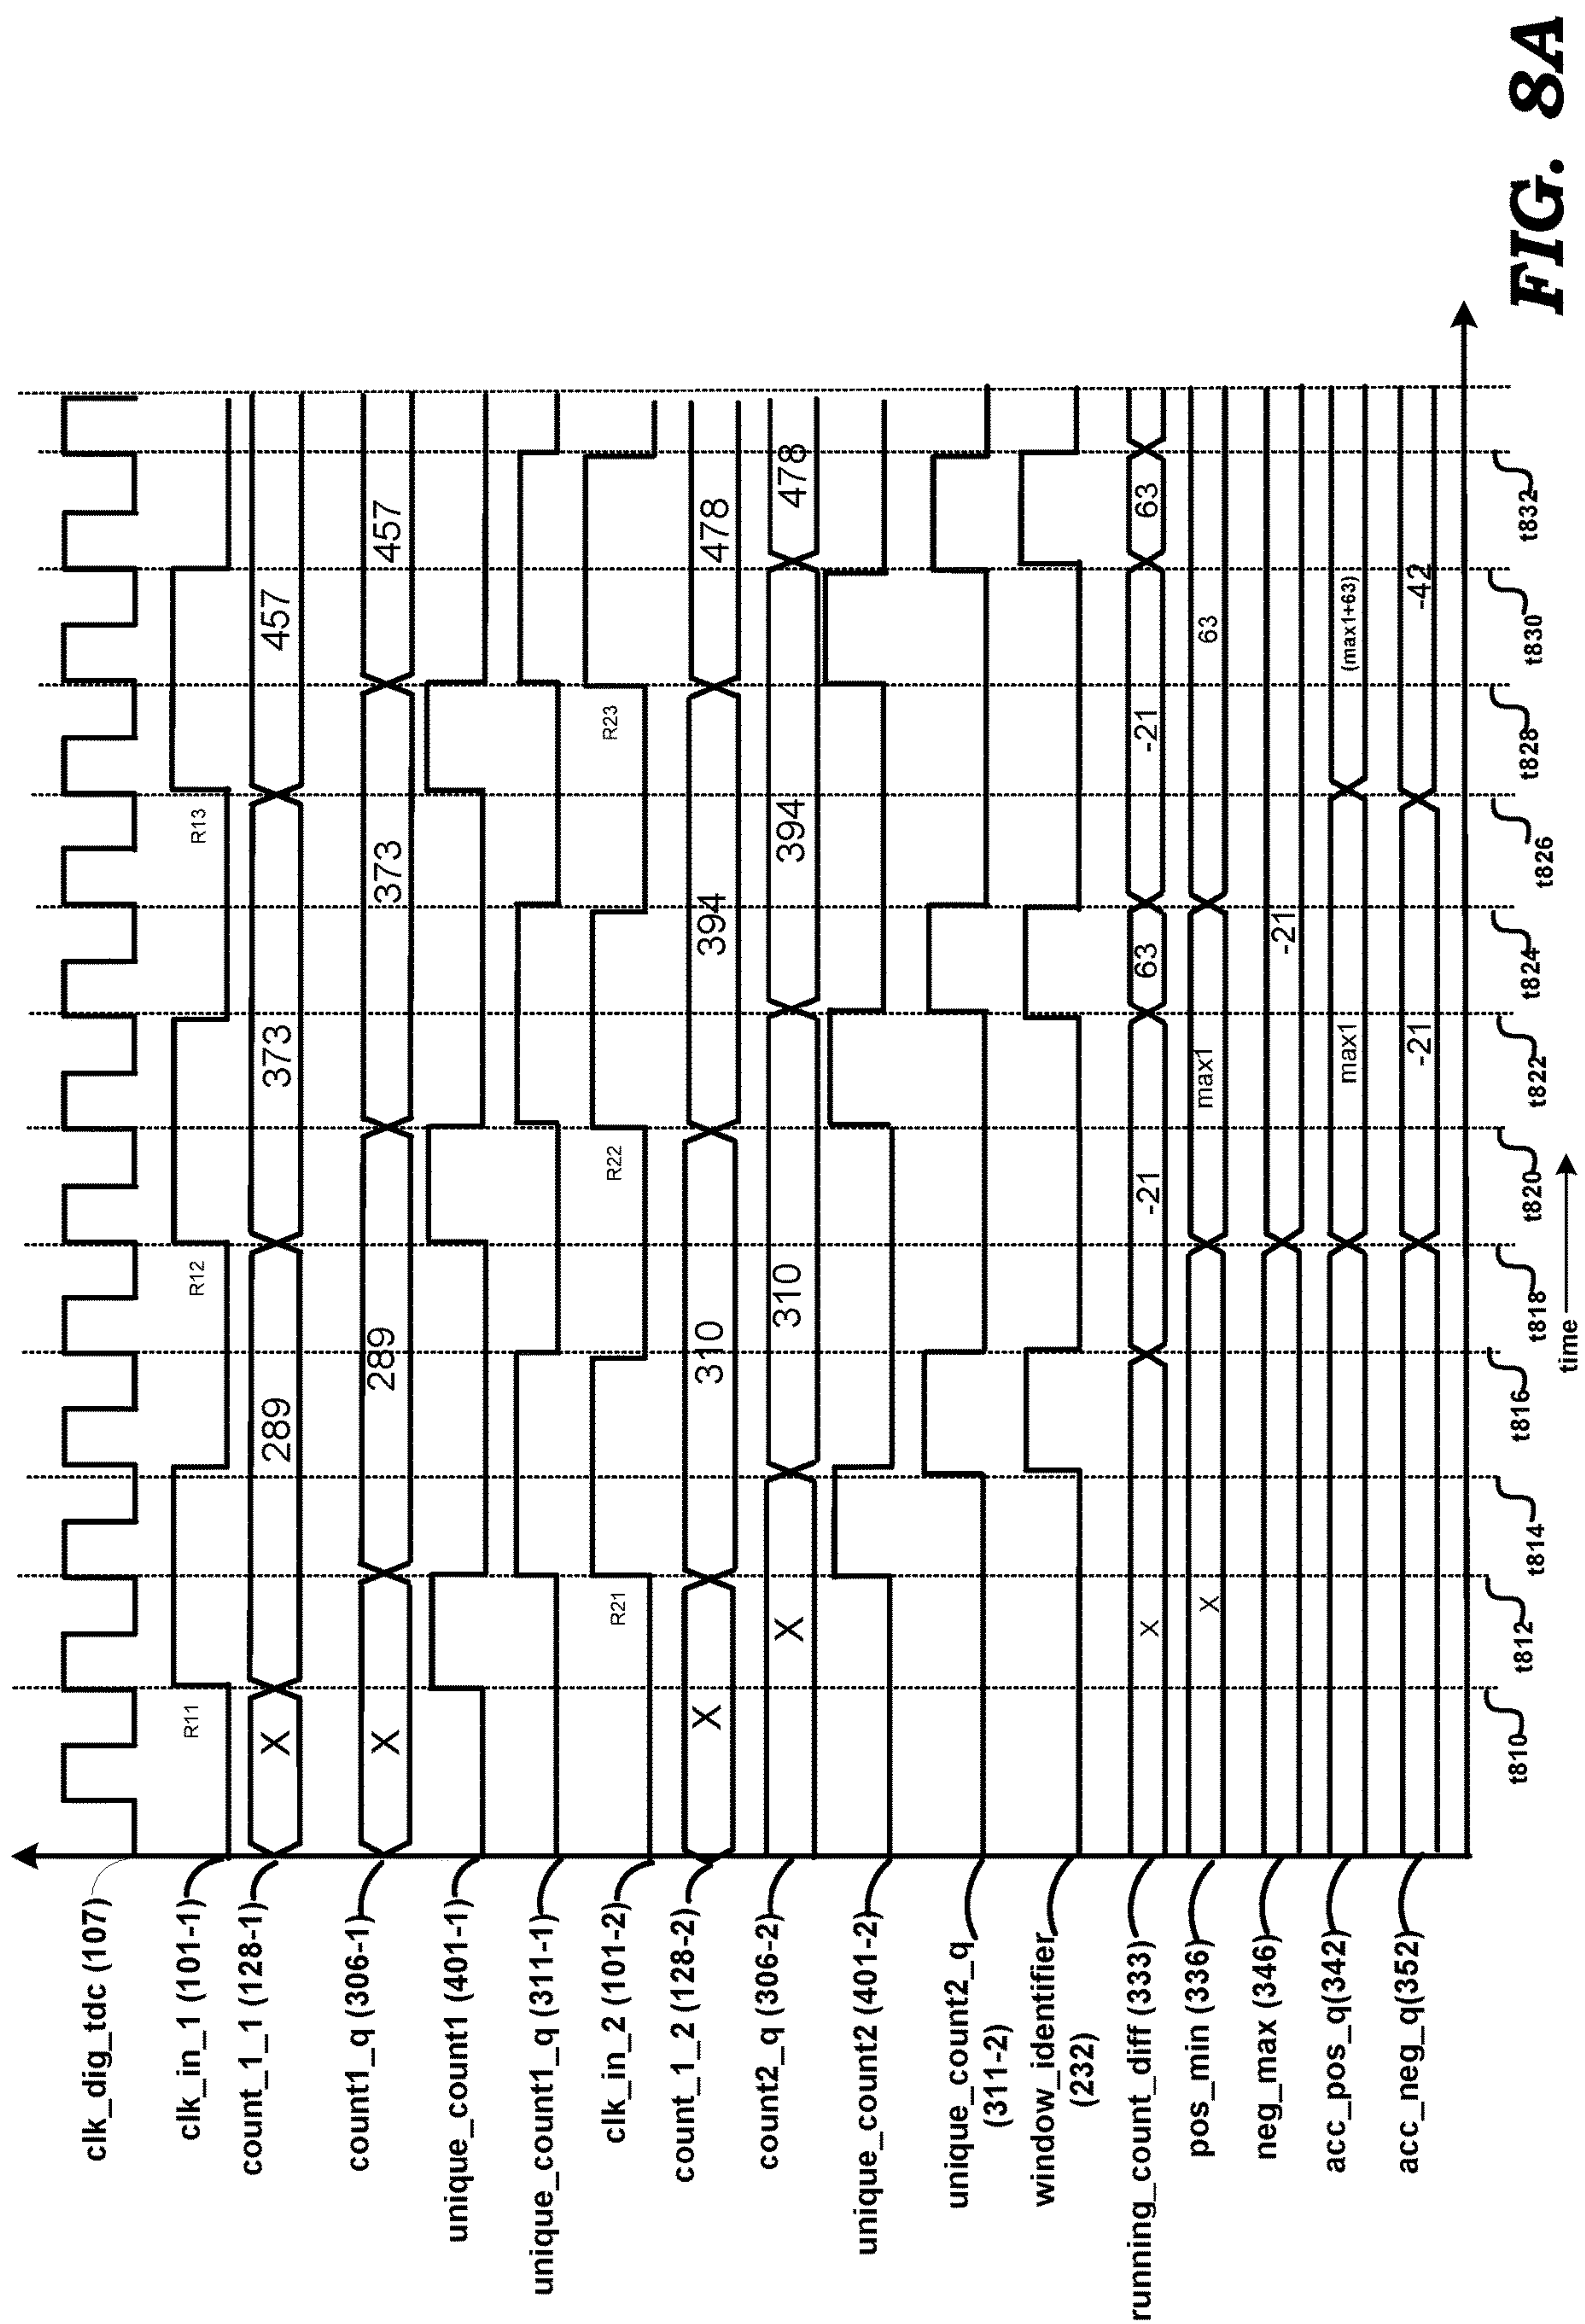 clk_dig_tdc (107)
clk_in_1 (101-1)
R11
R12
R13
count_1_1 (128-1)
X
289
373
457
count1_q (306-1)
X
289
373
457
unique_count1 (401-1)
unique_count1_q (311-1)
clk_in_2 (101-2)
R21
R22
R23
count_1_2 (128-2)
X
310
394
478
count2_q (306-2)
X
310
394
478
unique_count2 (401-2)
unique_count2_q
(311-2)
window_identifier
(232)
running_count_diff (333)
X
-21
63
-21
63
pos_min (336)
X
max1
63
neg_max (346)
-21
acc_pos_q(342)
max1
(max1+63)
acc_neg_q(352)
-21
-42
t810
t812
t814
t816
t818
t820
t822
t824
t826
t828
t830
t832
time
FIG. 8A